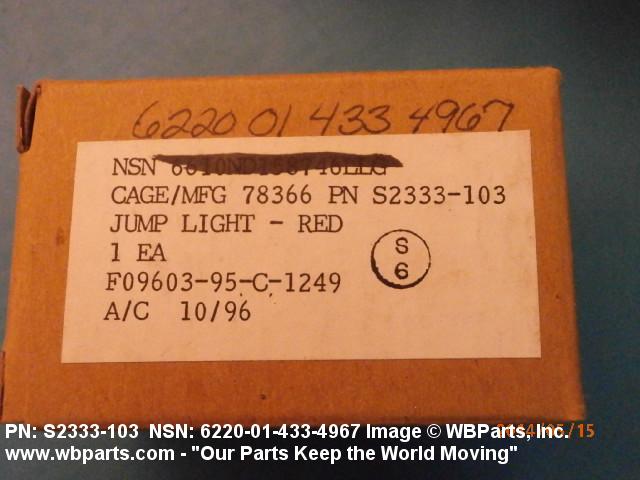 6220 01 433 4967
NSN 6610ND158746LLG
CAGE/MFG 78366 PN S2333-103
JUMP LIGHT - RED
1 EA
S
6
F09603-95-C-1249
A/C 10/96
PN: S2333-103 NSN: 6220-01-433-4967 Image © WBParts, Inc.
www.wbparts.com - "Our Parts Keep the World Moving"